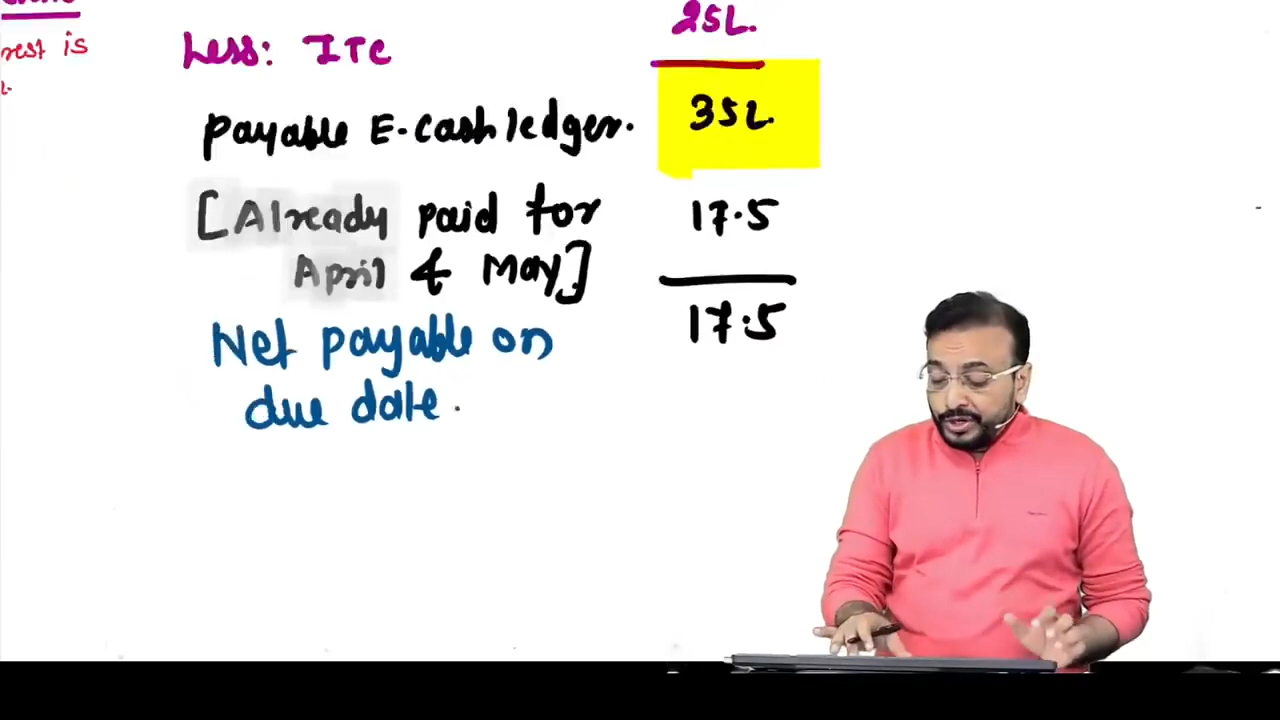 rest is
25L.
Less: ITC
Payable E-cash ledger. 35L.
[Already paid for 17.5
April & May]
17.5
Net payable on
due date.